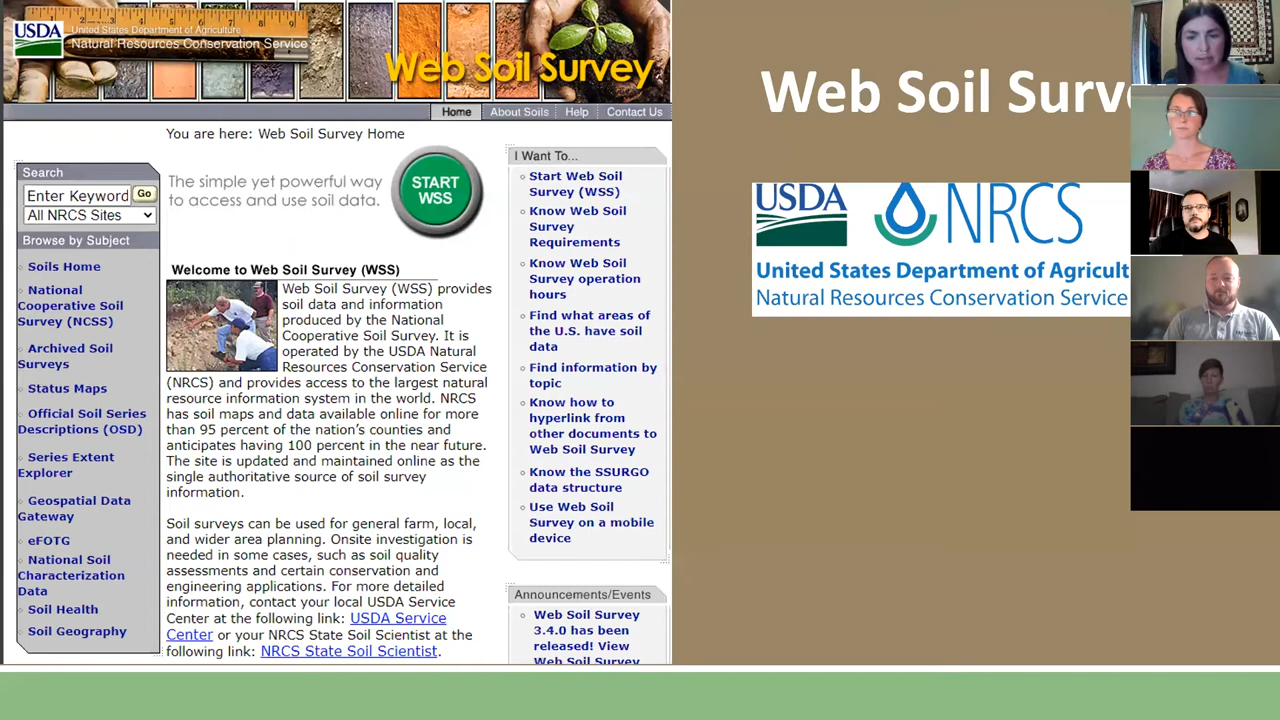 USDA
United States Department of Agriculture
Natural Resources Conservation Service
Web Soil Survey
Home
About Soils
Help
Contact Us
You are here: Web Soil Survey Home
Search
Enter Keyword
Go
All NRCS Sites
Browse by Subject
Soils Home
National
Cooperative Soil
Survey (NCSS)
Archived Soil
Surveys
Status Maps
Official Soil Series
Descriptions (OSD)
Series Extent
Explorer
Geospatial Data
Gateway
eFOTG
National Soil
Characterization
Data
Soil Health
Soil Geography
The simple yet powerful way
to access and use soil data.
START
WSS
Welcome to Web Soil Survey (WSS)
Web Soil Survey (WSS) provides
soil data and information
produced by the National
Cooperative Soil Survey. It is
operated by the USDA Natural
Resources Conservation Service
(NRCS) and provides access to the largest natural
resource information system in the world. NRCS
has soil maps and data available online for more
than 95 percent of the nation's counties and
anticipates having 100 percent in the near future.
The site is updated and maintained online as the
single authoritative source of soil survey
information.
Soil surveys can be used for general farm, local,
and wider area planning. Onsite investigation is
needed in some cases, such as soil quality
assessments and certain conservation and
engineering applications. For more detailed
information, contact your local USDA Service
Center at the following link: USDA Service
Center or your NRCS State Soil Scientist at the
following link: NRCS State Soil Scientist.
I Want To...
Start Web Soil
Survey (WSS)
Know Web Soil
Survey
Requirements
Know Web Soil
Survey operation
hours
Find what areas
of the U.S. have soil
data
Find information by
topic
Know how to
hyperlink from
other documents to
Web Soil Survey
Know the SSURGO
data structure
Use Web Soil
Survey on a mobile
device
Announcements/Events
Web Soil Survey
3.4.0 has been
released! View
Web Soil Survey
Web Soil Surve
USDA NRCS
United States Department of Agricult
Natural Resources Conservation Service